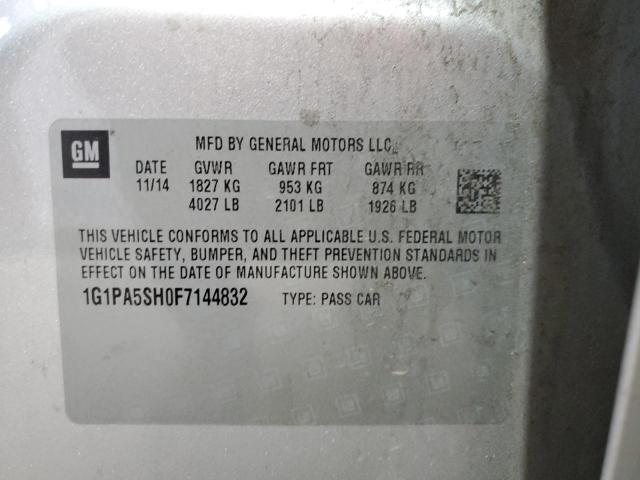 GM
MFD BY GENERAL MOTORS LLC
DATE GVWR GAWR FRT GAWR RR
11/14 1827 KG 953 KG 874 KG
4027 LB 2101 LB 1926 LB
THIS VEHICLE CONFORMS TO ALL APPLICABLE U.S. FEDERAL MOTOR
VEHICLE SAFETY, BUMPER, AND THEFT PREVENTION STANDARDS IN
EFFECT ON THE DATE OF MANUFACTURE SHOWN ABOVE.
1G1PA5SH0F7144832 TYPE: PASS CAR